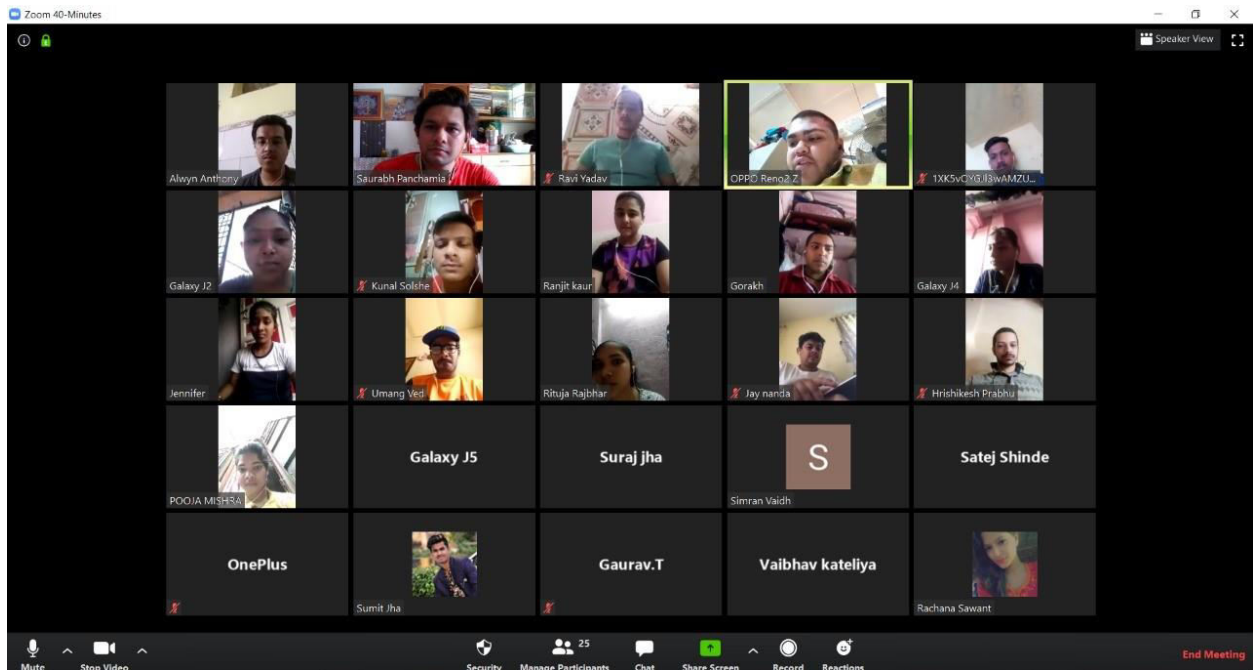 Zoom 40-Minutes
Speaker View
Alwyn Anthony
Saurabh Panchamia
Ravi Yadav
OPPO Reno2 Z
Galaxy J2
Kunal Solshe
Ranjit kaur
Gorakh
Galaxy J4
Jennifer
Umang Ved
Rituja Rajbhar
Jay nanda
Hrishikesh Prabhu
POOJA MISHRA
Galaxy J5
Suraj jha
S
Simran Vaidh
Satej Shinde
OnePlus
Sumit Jha
Gaurav.T
Vaibhav kateliya
Rachana Sawant
Mute
Stop Video
Security
Manage Participants
25
Chat
Share Screen
Record
Reactions
End Meeting